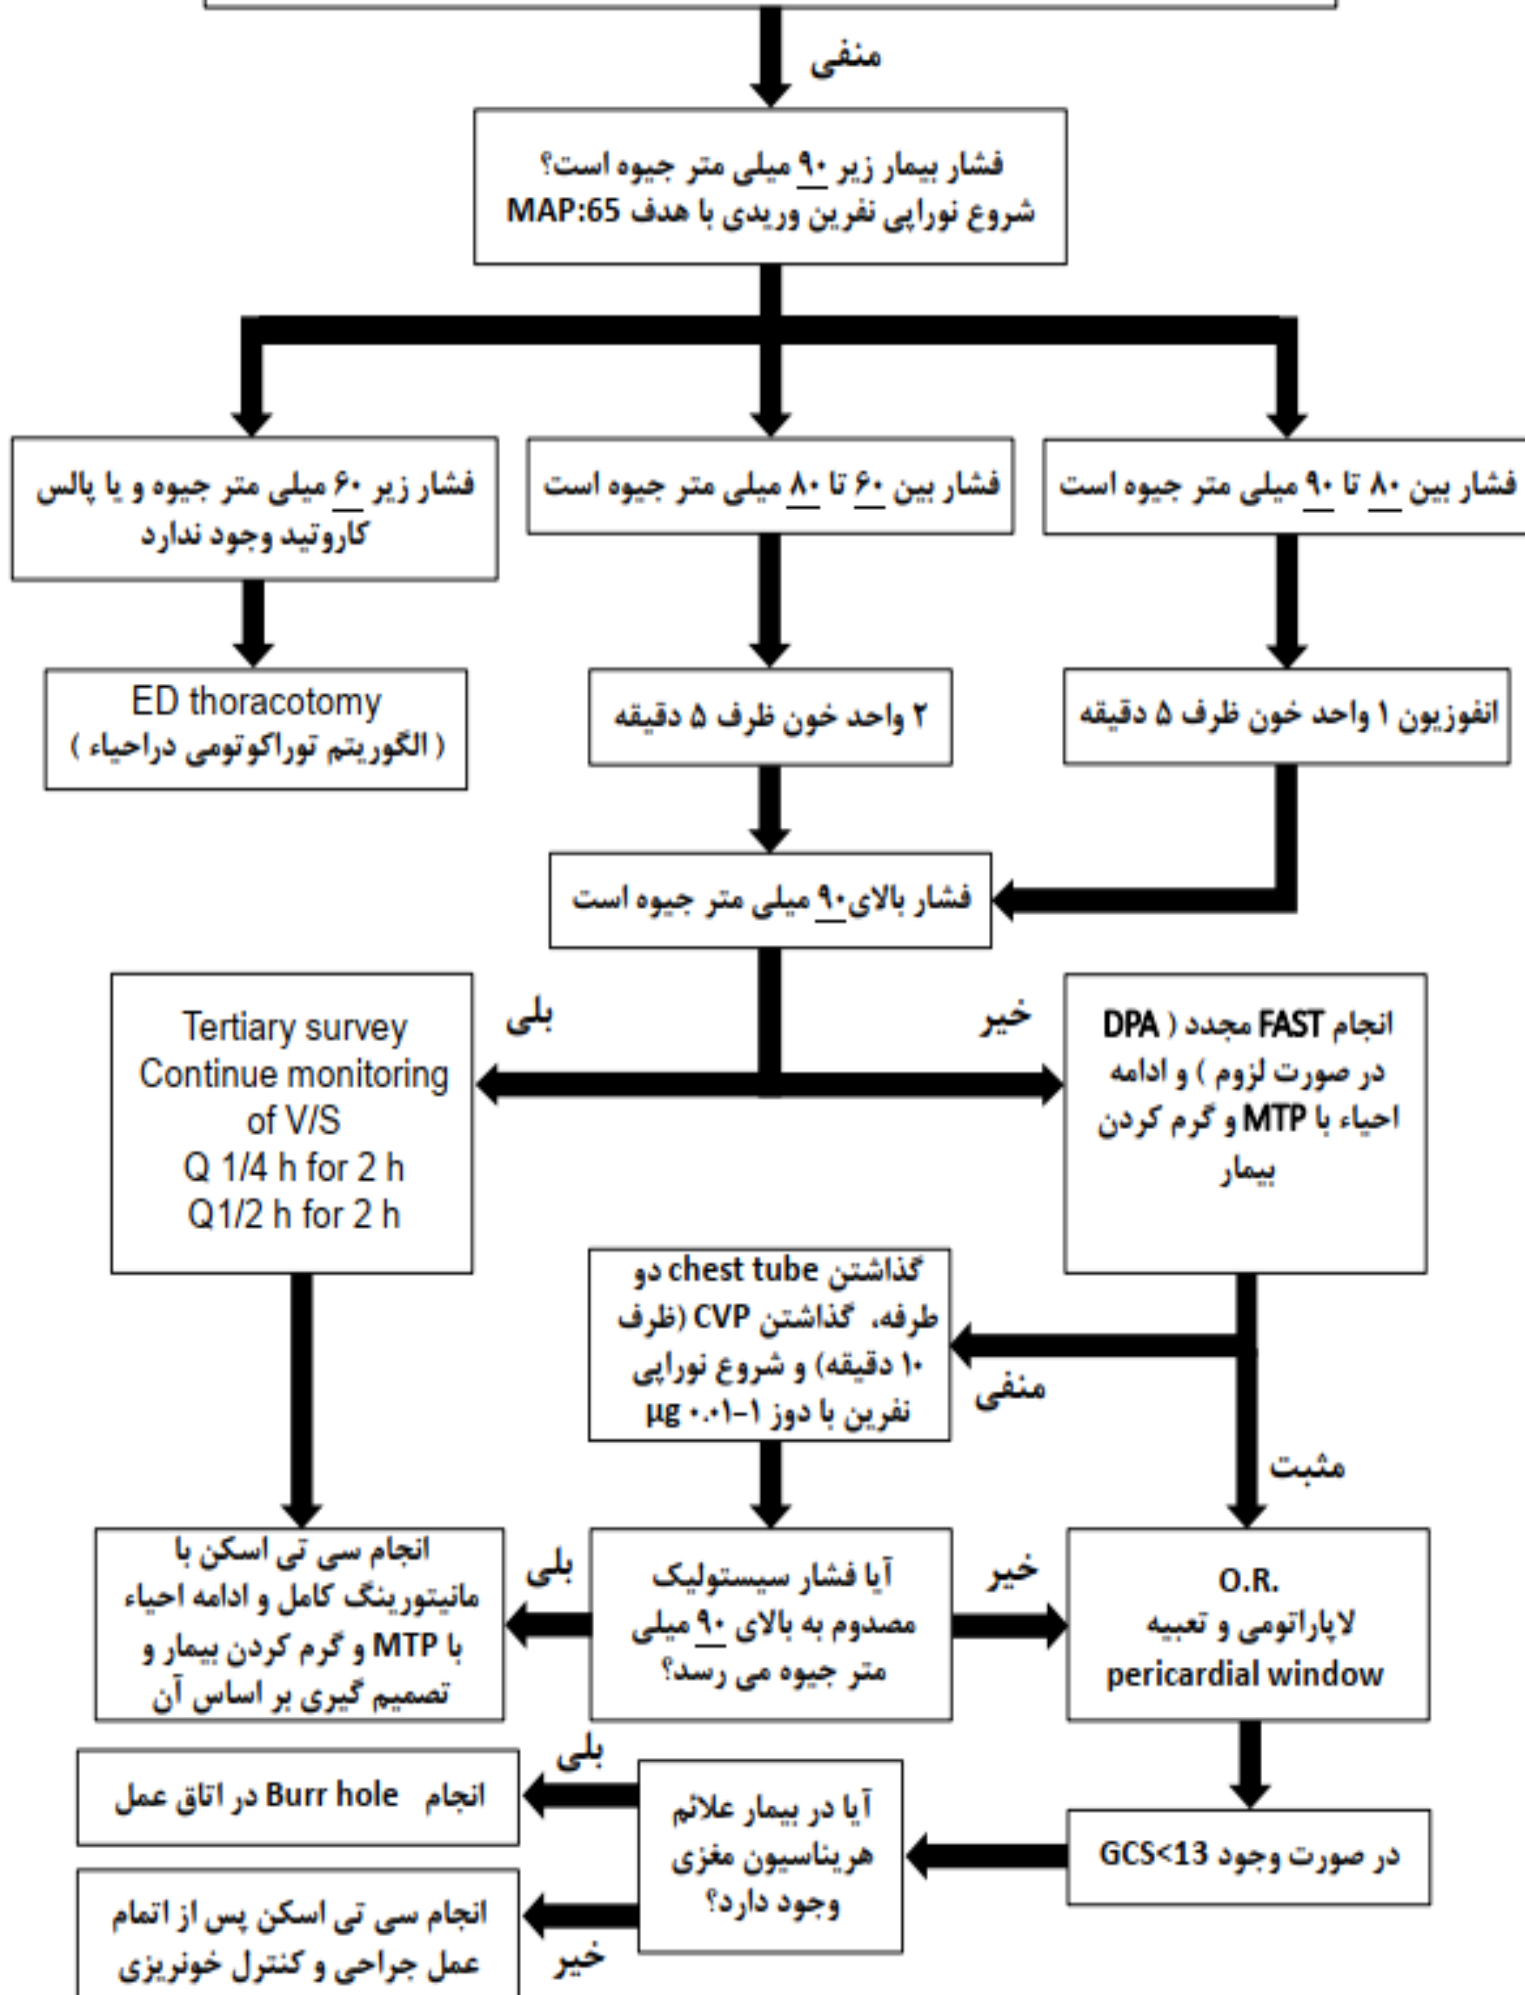 منفی
فشار بیمار زیر ۹۰ میلی متر جیوه است؟
شروع نوراپی نفرین وریدی با هدف MAP:65
فشار بین ۸۰ تا ۹۰ میلی متر جیوه است
فشار بین ۶۰ تا ۸۰ میلی متر جیوه است
فشار زیر ۶۰ میلی متر جیوه و یا پالس
کاروتید وجود ندارد
انفوزیون ۱ واحد خون ظرف ۵ دقیقه
۲ واحد خون ظرف ۵ دقیقه
ED thoracotomy
( الگوریتم توراکوتومی دراحیاء )
فشار بالای۹۰ میلی متر جیوه است
خیر
بلی
انجام FAST مجدد ( DPA
در صورت لزوم ) و ادامه
احیاء با MTP و گرم کردن
بیمار
Tertiary survey
Continue monitoring
of V/S
Q 1/4 h for 2 h
Q1/2 h for 2 h
گذاشتن chest tube دو
طرفه، گذاشتن CVP (ظرف
۱۰ دقیقه) و شروع نوراپی
نفرین با دوز ۱-۰.۰۱ µg
منفی
مثبت
O.R.
لاپاراتومی و تعبیه
pericardial window
خیر
آیا فشار سیستولیک
مصدوم به بالای ۹۰ میلی
متر جیوه می رسد؟
بلی
انجام سی تی اسکن با
مانیتورینگ کامل و ادامه احیاء
با MTP و گرم کردن بیمار و
تصمیم گیری بر اساس آن
در صورت وجود GCS<13
آیا در بیمار علائم
هریناسیون مغزی
وجود دارد؟
بلی
انجام Burr hole در اتاق عمل
خیر
انجام سی تی اسکن پس از اتمام
عمل جراحی و کنترل خونریزی